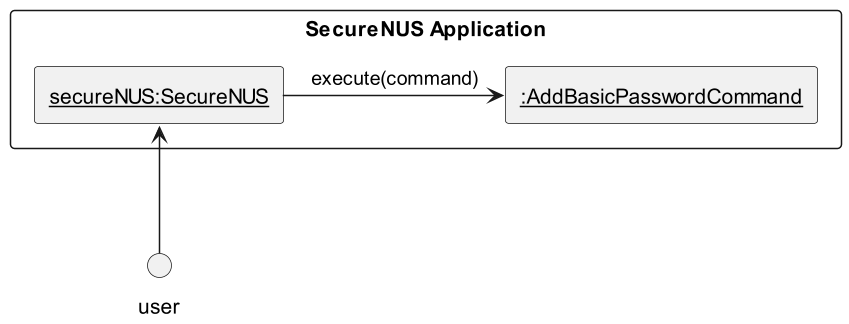 SecureNUS Application
execute(command)
secureNUS:SecureNUS
:AddBasicPasswordCommand
user